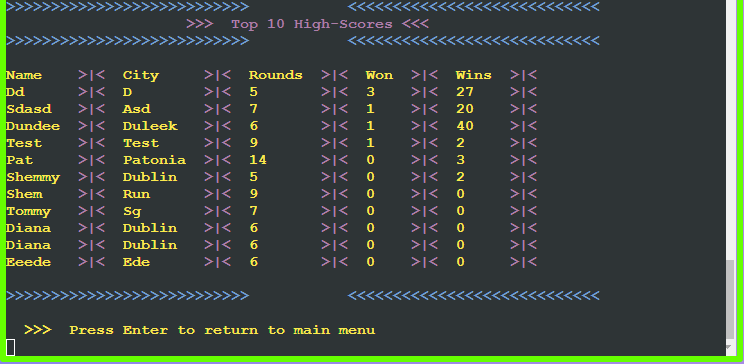 >>>>>>>>>>>>>>>>>>>>>>>>>>>           <<<<<<<<<<<<<<<<<<<<<<<<<<<<
>>>  Top 10 High-Scores <<<
>>>>>>>>>>>>>>>>>>>>>>>>>>>           <<<<<<<<<<<<<<<<<<<<<<<<<<<<
Name    >|<  City     >|<  Rounds  >|<  Won  >|<  Wins  >|<
Dd      >|<  D        >|<  5       >|<  3    >|<  27    >|<
Sdasd   >|<  Asd      >|<  7       >|<  1    >|<  20    >|<
Dundee  >|<  Duleek   >|<  6       >|<  1    >|<  40    >|<
Test    >|<  Test     >|<  9       >|<  1    >|<  2     >|<
Pat     >|<  Patonia  >|<  14      >|<  0    >|<  3     >|<
Shemmy  >|<  Dublin   >|<  5       >|<  0    >|<  2     >|<
Shem    >|<  Run      >|<  9       >|<  0    >|<  0     >|<
Tommy   >|<  Sg       >|<  7       >|<  0    >|<  0     >|<
Diana   >|<  Dublin   >|<  6       >|<  0    >|<  0     >|<
Diana   >|<  Dublin   >|<  6       >|<  0    >|<  0     >|<
Eeede   >|<  Ede      >|<  6       >|<  0    >|<  0     >|<
>>>>>>>>>>>>>>>>>>>>>>>>>>>           <<<<<<<<<<<<<<<<<<<<<<<<<<<<
>>>  Press Enter to return to main menu